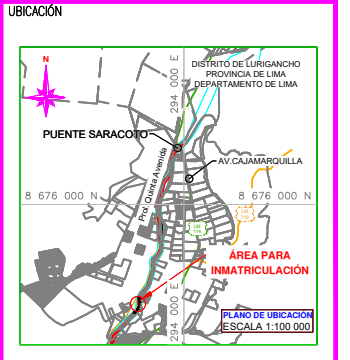 UBICACIÓN
N
294 000 E
DISTRITO DE LURIGANCHO
PROVINCIA DE LIMA
DEPARTAMENTO DE LIMA
PUENTE SARACOTO
AV.CAJAMARQUILLA
Prol. Quinta Avenida
8 676 000 N
8 676 000 N
ÁREA PARA
INMATRICULACIÓN
294 000 E
PLANO DE UBICACIÓN
ESCALA 1:100 000